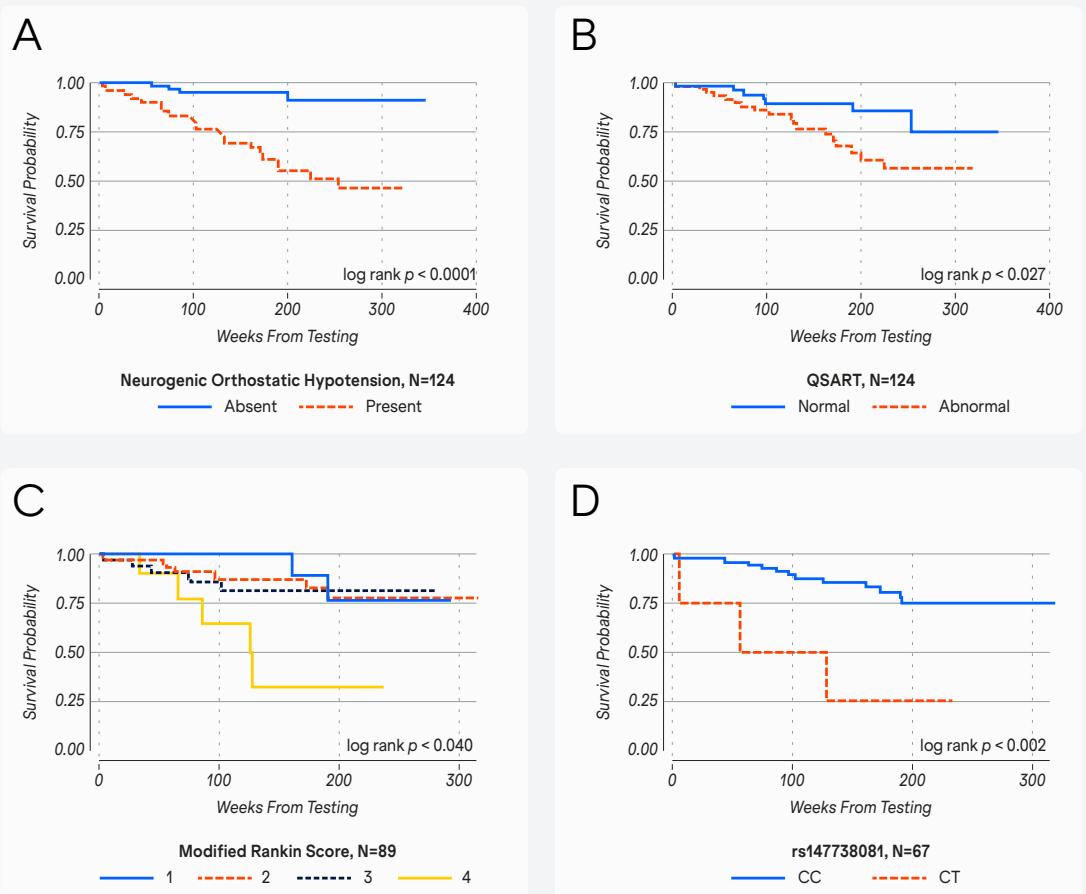 A
1.00
0.75
0.50
0.25
0.00
Survival Probability
log rank p < 0.0001
0 100 200 300 400
Weeks From Testing
Neurogenic Orthostatic Hypotension, N=124
Absent Present
B
1.00
0.75
0.50
0.25
0.00
Survival Probability
log rank p < 0.027
0 100 200 300 400
Weeks From Testing
QSART, N=124
Normal Abnormal
C
1.00
0.75
0.50
0.25
0.00
Survival Probability
log rank p < 0.040
0 100 200 300
Weeks From Testing
Modified Rankin Score, N=89
1 2 3 4
D
1.00
0.75
0.50
0.25
0.00
Survival Probability
log rank p < 0.002
0 100 200 300
Weeks From Testing
rs147738081, N=67
CC CT